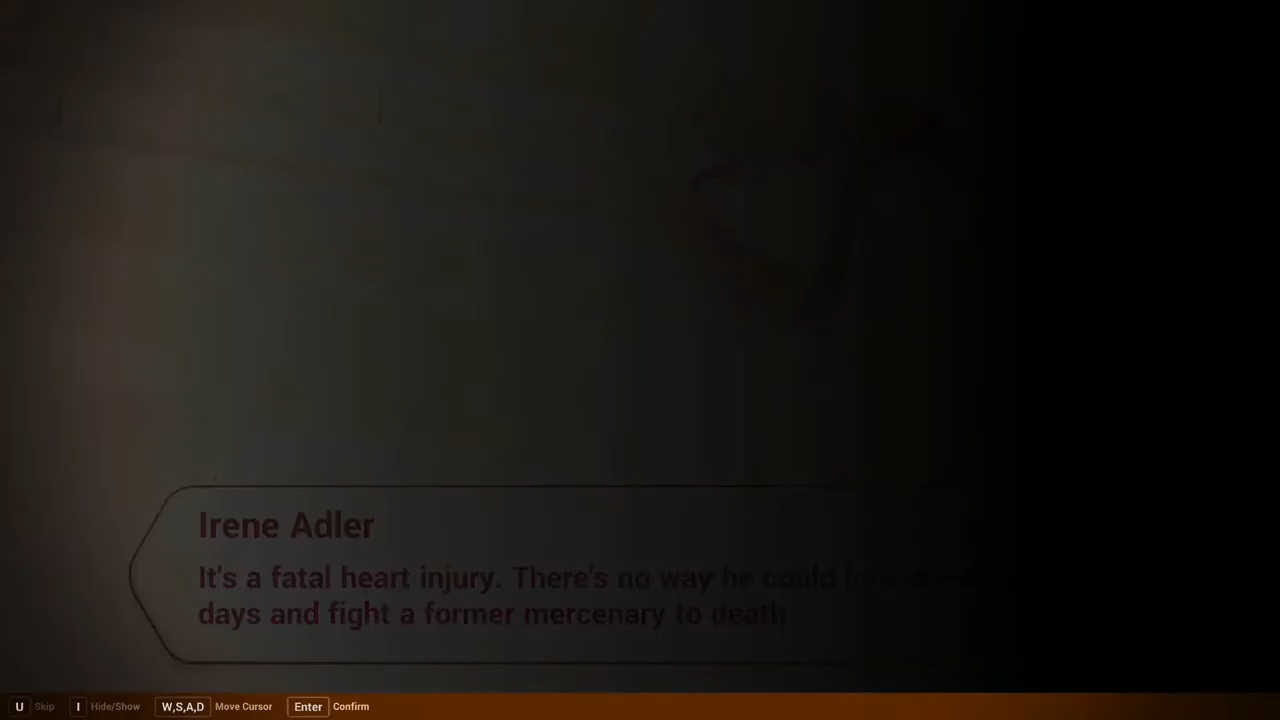 Irene Adler
It's a fatal heart injury. There's no way he could
days and fight a former mercenary to death
U Skip I Hide/Show W,S,A,D Move Cursor Enter Confirm